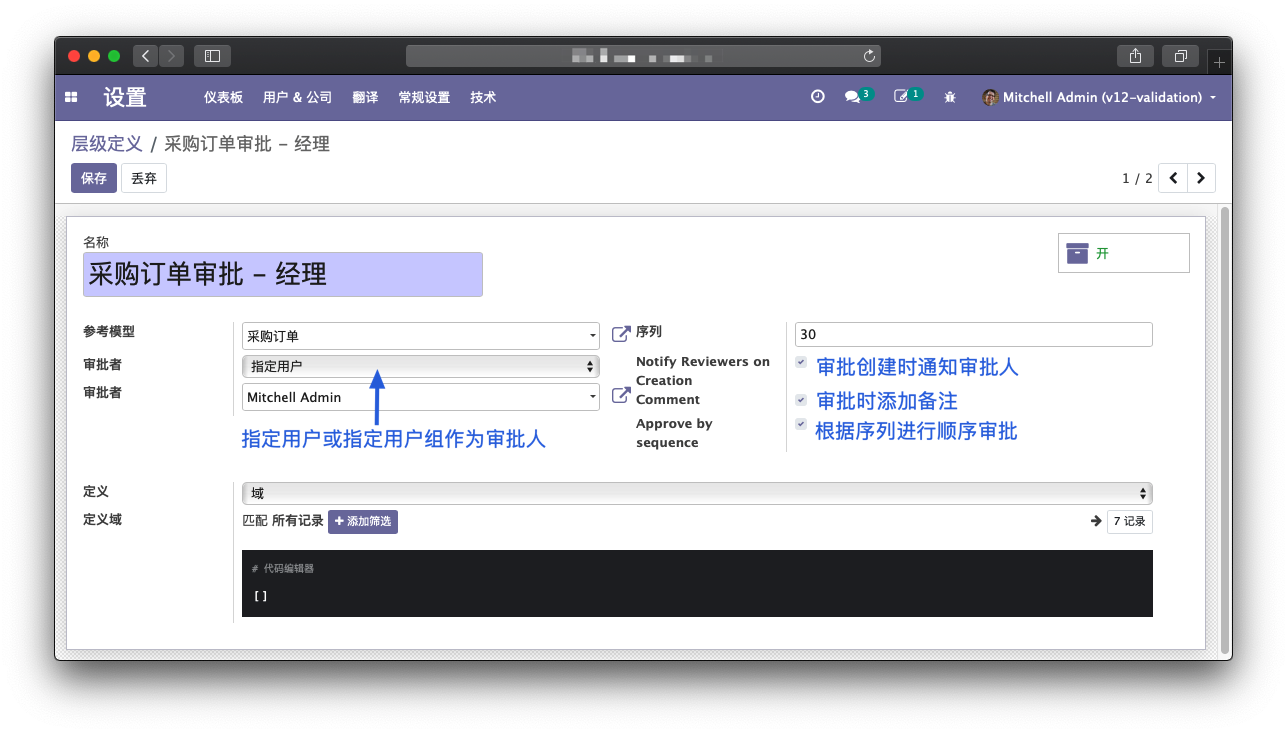 设置
仪表板 用户 & 公司 翻译 常规设置 技术
3 1 Mitchell Admin (v12-validation)
层级定义 / 采购订单审批 – 经理
保存 丢弃
1 / 2
名称
采购订单审批 – 经理
开
参考模型 采购订单
审批者 指定用户
审批者 Mitchell Admin
指定用户或指定用户组作为审批人
序列 30
Notify Reviewers on
Creation
审批创建时通知审批人
Comment
审批时添加备注
Approve by
sequence
根据序列进行顺序审批
定义 域
定义域 匹配 所有记录 添加筛选 7 记录
# 代码编辑器
[]